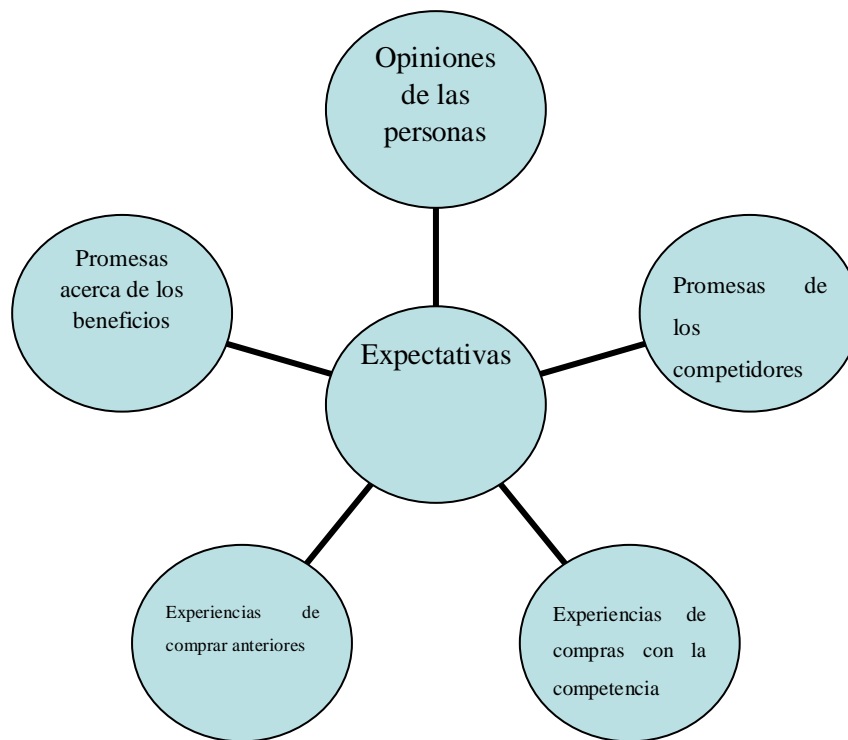 Opiniones
de las
personas
Promesas
acerca de los
beneficios
Promesas de
los
competidores
Expectativas
Experiencias de
comprar anteriores
Experiencias de
compras con la
competencia